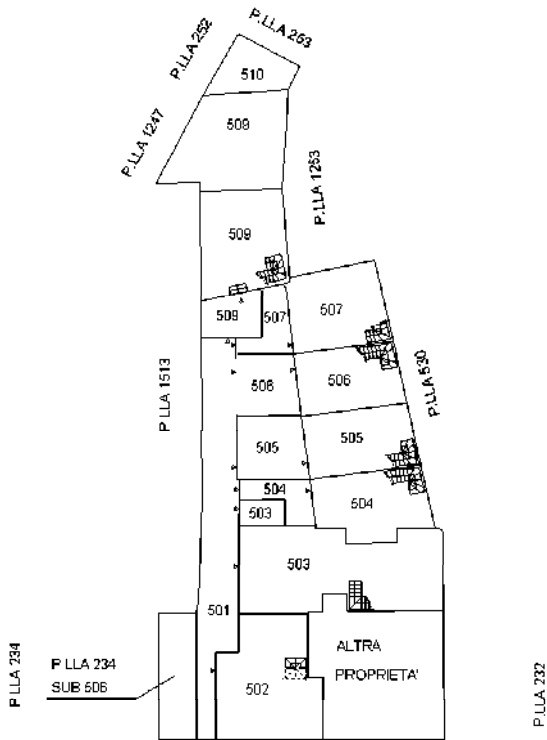 P.LLA 252
P.LLA 253
510
P.LLA 1247
509
P.LLA 1253
509
509
507
507
P.LLA 1513
506
506
P.LLA 530
505
505
504
504
503
503
501
P.LLA 234
P.LLA 234
SUB 506
502
ALTRA
PROPRIETA'
P.LLA 232